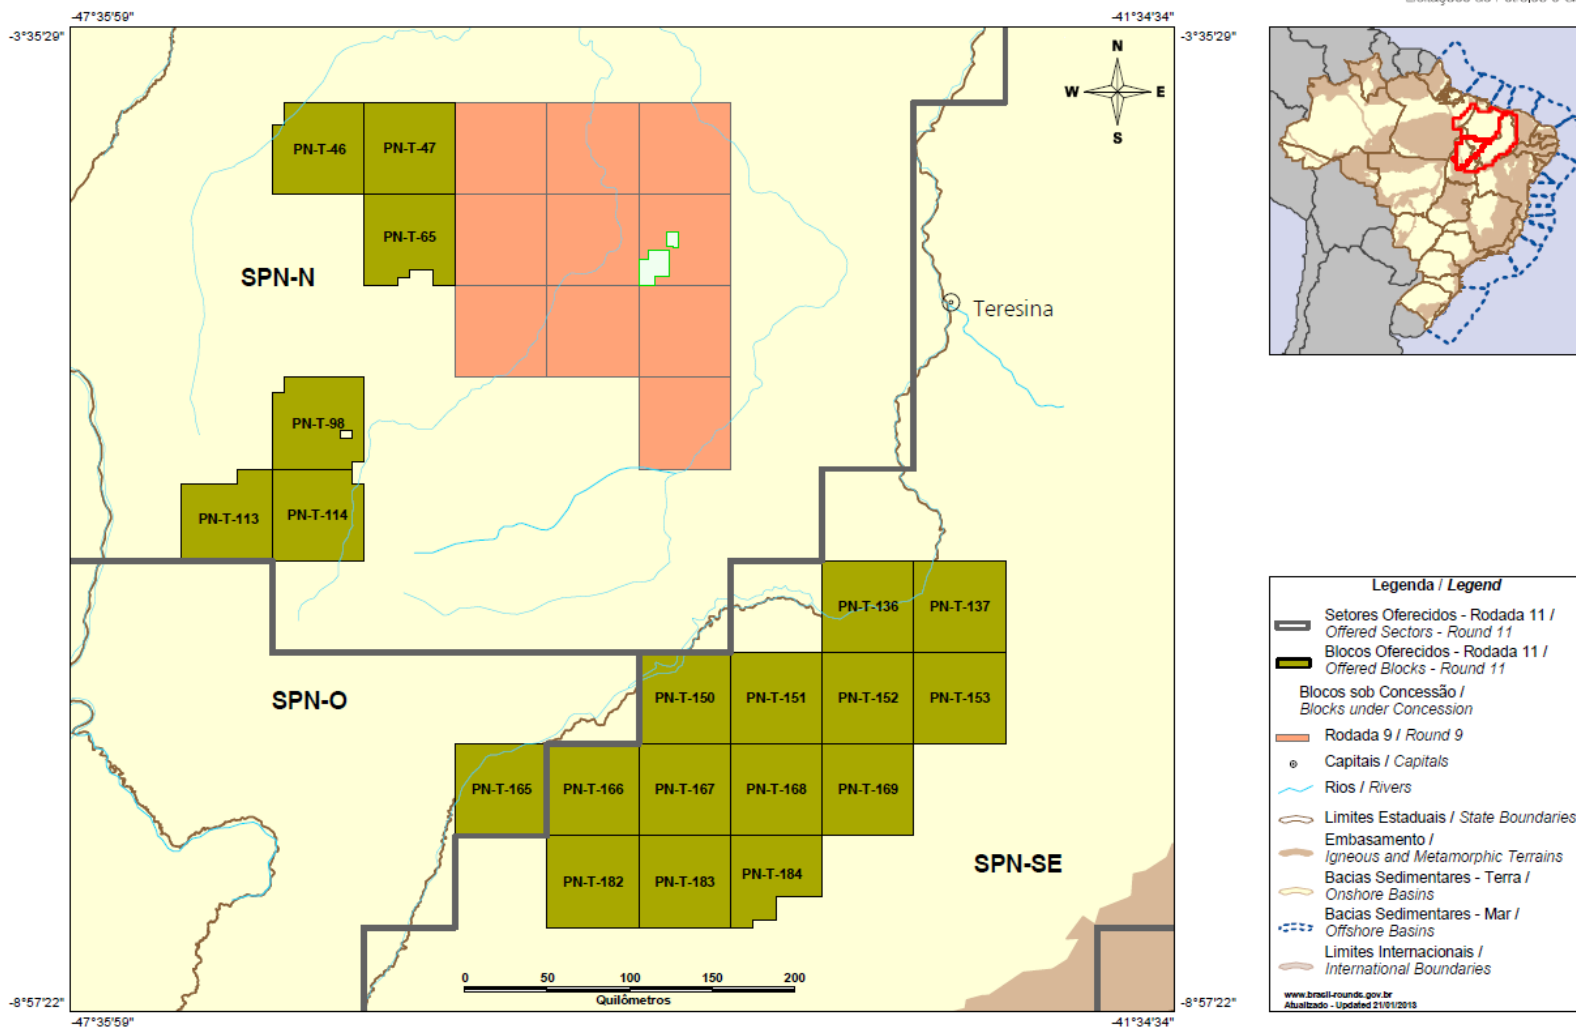 -47°35'59"
-41°34'34"
-3°35'29"
-3°35'29"
N
W
E
S
PN-T-46
PN-T-47
PN-T-65
SPN-N
Teresina
PN-T-98
PN-T-113
PN-T-114
PN-T-136
PN-T-137
SPN-O
PN-T-150
PN-T-151
PN-T-152
PN-T-153
PN-T-165
PN-T-166
PN-T-167
PN-T-168
PN-T-169
SPN-SE
PN-T-182
PN-T-183
PN-T-184
0 50 100 150 200
Quilômetros
-8°57'22"
-8°57'22"
-47°35'59"
-41°34'34"
Legenda / Legend
Setores Oferecidos - Rodada 11 /
Offered Sectors - Round 11
Blocos Oferecidos - Rodada 11 /
Offered Blocks - Round 11
Blocos sob Concessão /
Blocks under Concession
Rodada 9 / Round 9
Capitais / Capitals
Rios / Rivers
Limites Estaduais / State Boundaries
Embasamento /
Igneous and Metamorphic Terrains
Bacias Sedimentares - Terra /
Onshore Basins
Bacias Sedimentares - Mar /
Offshore Basins
Limites Internacionais /
International Boundaries
www.brasil-rounds.gov.br
Atualizado - Updated 21/01/2013